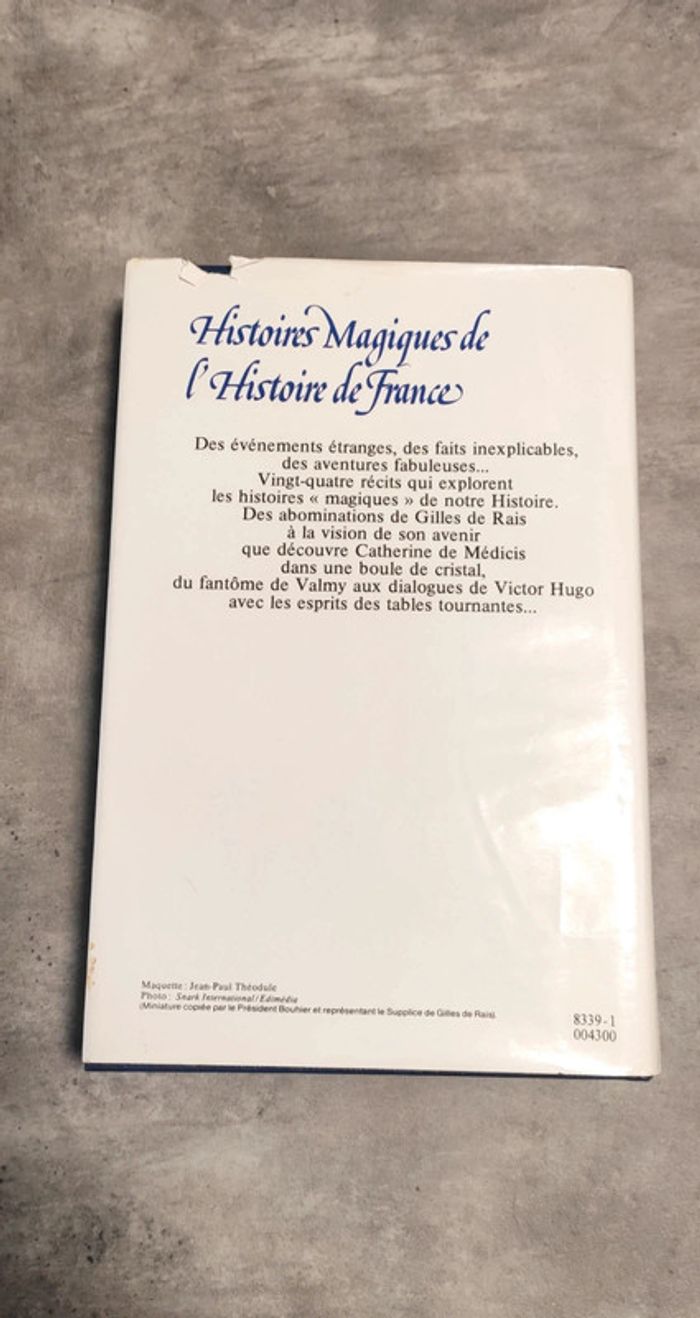 Histoires Magiques de
l'Histoire de France
Des événements étranges, des faits inexplicables,
des aventures fabuleuses...
Vingt-quatre récits qui explorent
les histoires « magiques » de notre Histoire.
Des abominations de Gilles de Rais
à la vision de son avenir
que découvre Catherine de Médicis
dans une boule de cristal,
du fantôme de Valmy aux dialogues de Victor Hugo
avec les esprits des tables tournantes...
Maquette : Jean-Paul Théodule
Photo : Snark International / Edimédia
(Miniature copiée par le Président Bouhier et représentant le Supplice de Gilles de Rais).
8339-1
004300